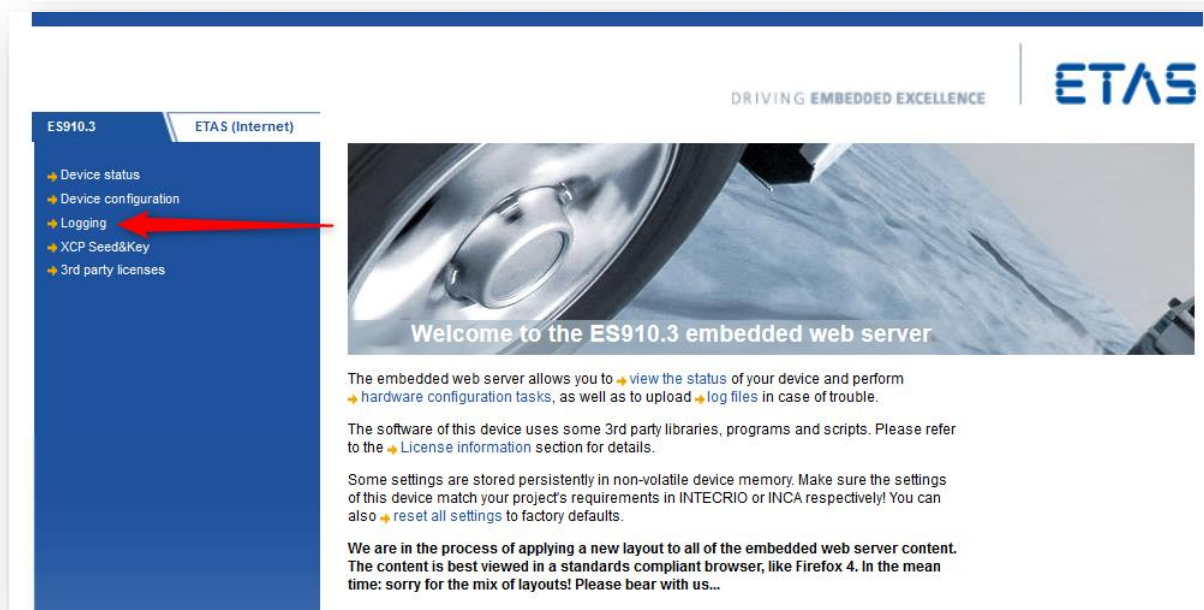 DRIVING EMBEDDED EXCELLENCE
ETAS
ES910.3
ETAS (Internet)
Device status
Device configuration
Logging
XCP Seed&Key
3rd party licenses
Welcome to the ES910.3 embedded web server
The embedded web server allows you to view the status of your device and perform
hardware configuration tasks, as well as to upload log files in case of trouble.
The software of this device uses some 3rd party libraries, programs and scripts. Please refer
to the License information section for details.
Some settings are stored persistently in non-volatile device memory. Make sure the settings
of this device match your project's requirements in INTECRIO or INCA respectively! You can
also reset all settings to factory defaults.
We are in the process of applying a new layout to all of the embedded web server content.
The content is best viewed in a standards compliant browser, like Firefox 4. In the mean
time: sorry for the mix of layouts! Please bear with us...